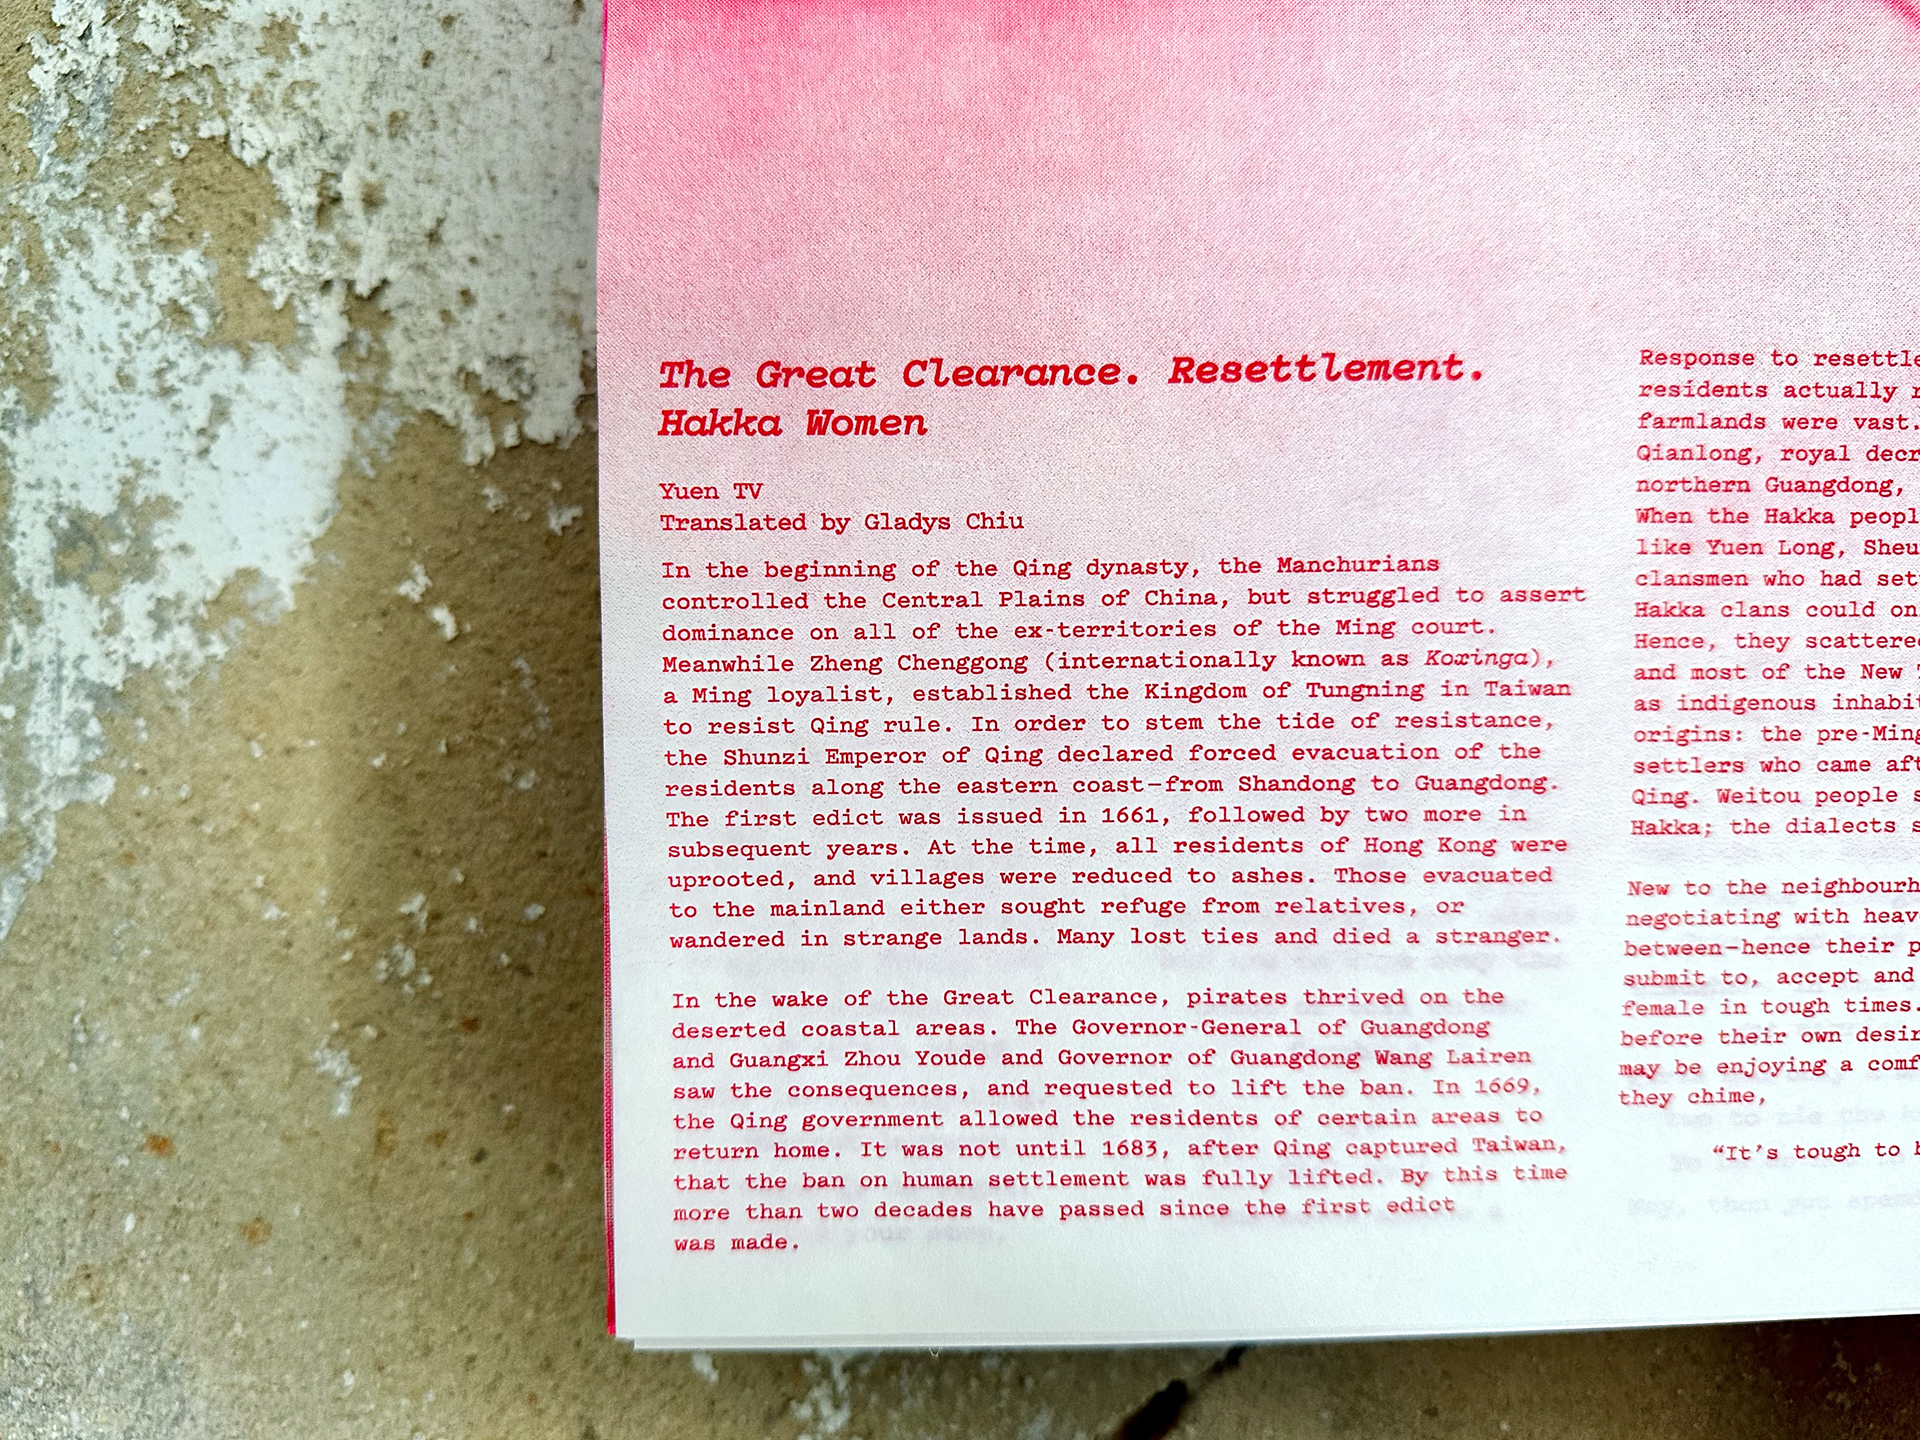 The Great Clearance. Resettlement.
Hakka Women
Yuen TV
Translated by Gladys Chiu
In the beginning of the Qing dynasty, the Manchurians
controlled the Central Plains of China, but struggled to assert
dominance on all of the ex-territories of the Ming court.
Meanwhile Zheng Chenggong (internationally known as Koxinga),
a Ming loyalist, established the Kingdom of Tungning in Taiwan
to resist Qing rule. In order to stem the tide of resistance,
the Shunzi Emperor of Qing declared forced evacuation of the
residents along the eastern coast—from Shandong to Guangdong.
The first edict was issued in 1661, followed by two more in
subsequent years. At the time, all residents of Hong Kong were
uprooted, and villages were reduced to ashes. Those evacuated
to the mainland either sought refuge from relatives, or
wandered in strange lands. Many lost ties and died a stranger.
In the wake of the Great Clearance, pirates thrived on the
deserted coastal areas. The Governor-General of Guangdong
and Guangxi Zhou Youde and Governor of Guangdong Wang Lairen
saw the consequences, and requested to lift the ban. In 1669,
the Qing government allowed the residents of certain areas to
return home. It was not until 1683, after Qing captured Taiwan,
that the ban on human settlement was fully lifted. By this time
more than two decades have passed since the first edict
was made.
Response to
residents actually
farmlands were vast.
Qianlong, royal
northern Guangdong,
When the Hakka
like Yuen Long,
clansmen who had
Hakka clans could
Hence, they
and most of the New
as indigenous
origins: the
settlers who came
Qing. Weitou people
Hakka; the dialects
New to the
negotiating with
between—hence their
submit to, accept and
female in tough times.
before their own
may be enjoying a
they chime,
“It's tough to